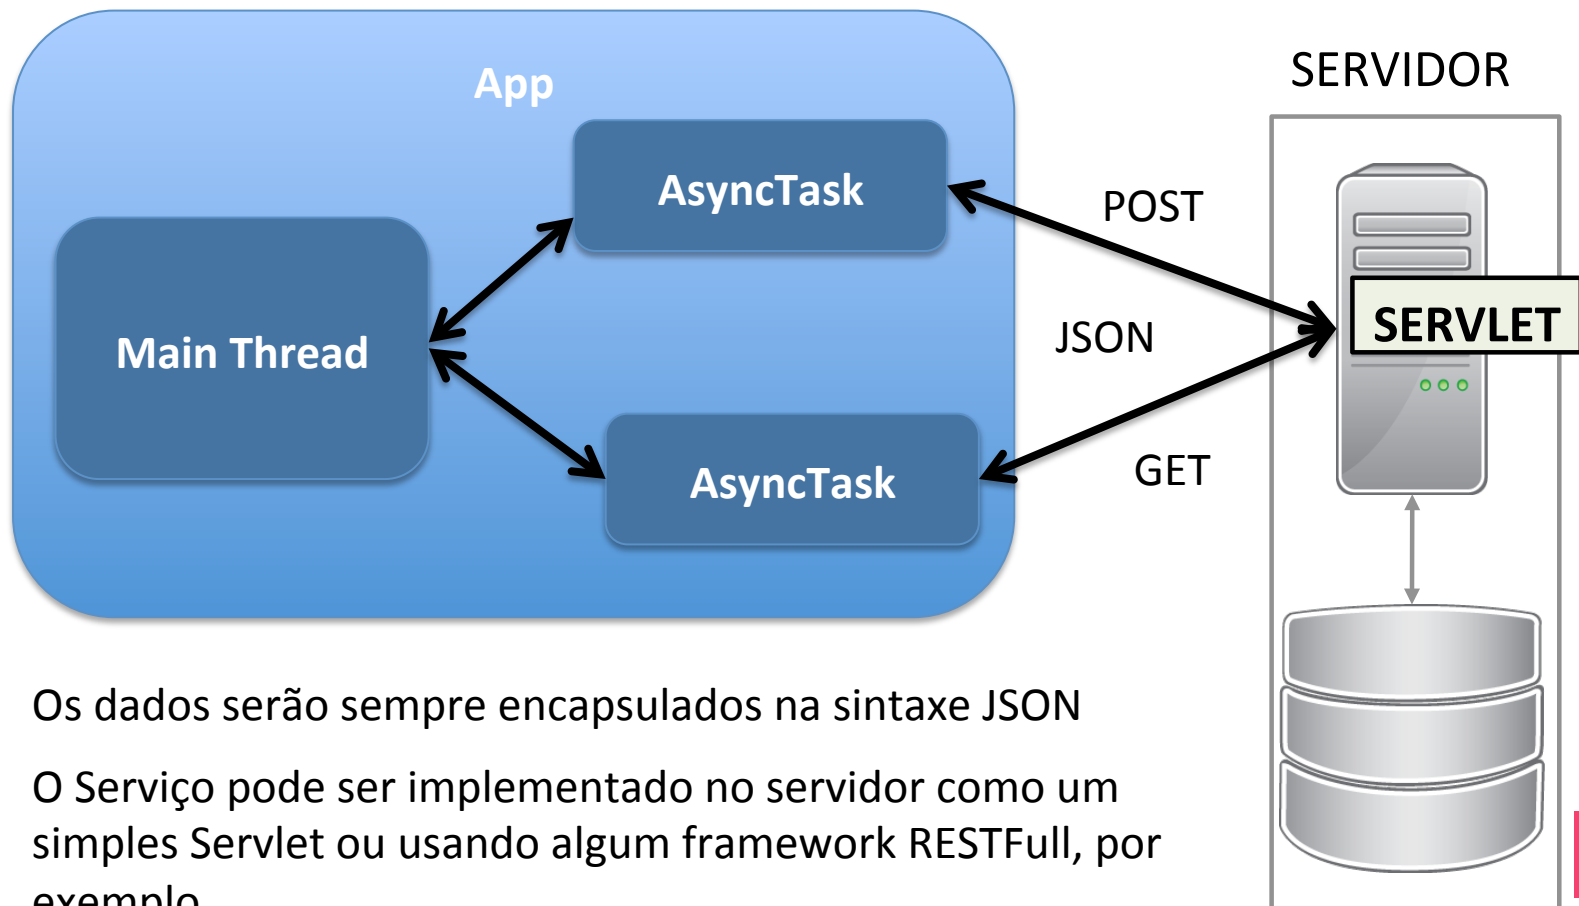 App
SERVIDOR
AsyncTask
POST
Main Thread
JSON
SERVLET
AsyncTask
GET
Os dados serão sempre encapsulados na sintaxe JSON
O Serviço pode ser implementado no servidor como um
simples Servlet ou usando algum framework RESTFull, por
exemplo